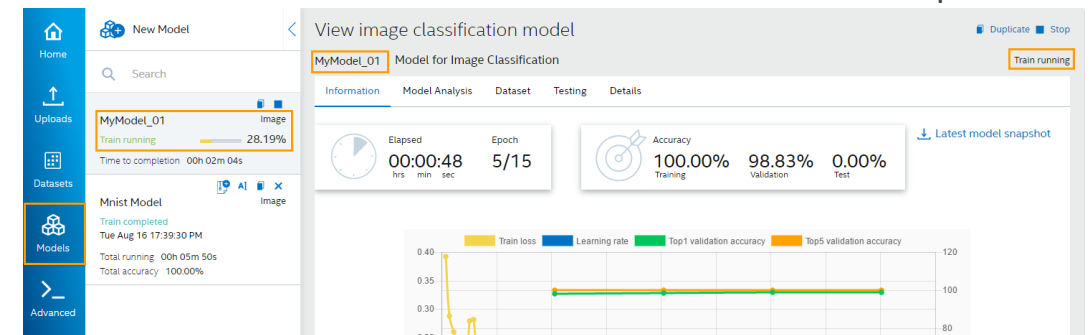 Home
Uploads
Datasets
Models
Advanced
New Model
Search
MyModel_01
Image
Train running
28.19%
Time to completion 00h 02m 04s
AI
Mnist Model
Image
Train completed
Tue Aug 16 17:39:30 PM
Total running 00h 05m 50s
Total accuracy 100.00%
View image classification model
Duplicate Stop
MyModel_01 Model for Image Classification
Train running
Information Model Analysis Dataset Testing Details
Elapsed Epoch
00:00:48 5/15
hrs min sec
Accuracy
100.00% 98.83% 0.00%
Training Validation Test
Latest model snapshot
Train loss Learning rate Top1 validation accuracy Top5 validation accuracy
0.40 120
0.35 100
0.30
80